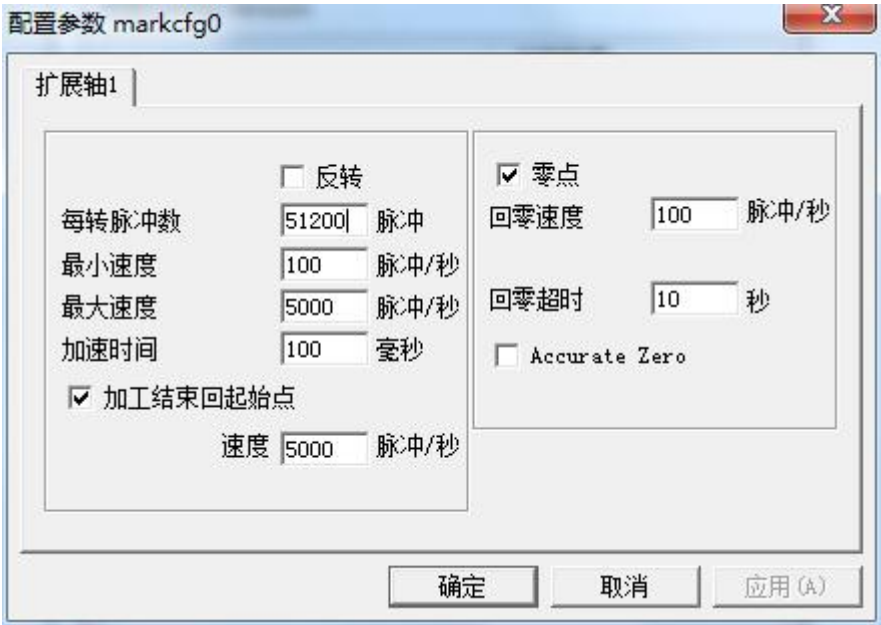 配置参数 markcfg0
扩展轴1
反转
每转脉冲数 51200 脉冲
最小速度 100 脉冲/秒
最大速度 5000 脉冲/秒
加速时间 100 毫秒
加工结束回起始点
速度 5000 脉冲/秒
零点
回零速度 100 脉冲/秒
回零超时 10 秒
Accurate Zero
确定 取消 应用(A)